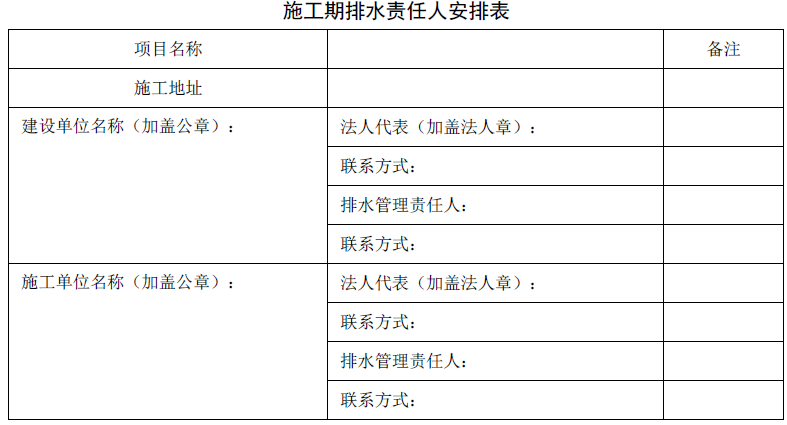 施工期排水责任人安排表
项目名称
备注
施工地址
建设单位名称（加盖公章）：
法人代表（加盖法人章）：
联系方式：
排水管理责任人：
联系方式：
施工单位名称（加盖公章）：
法人代表（加盖法人章）：
联系方式：
排水管理责任人：
联系方式：